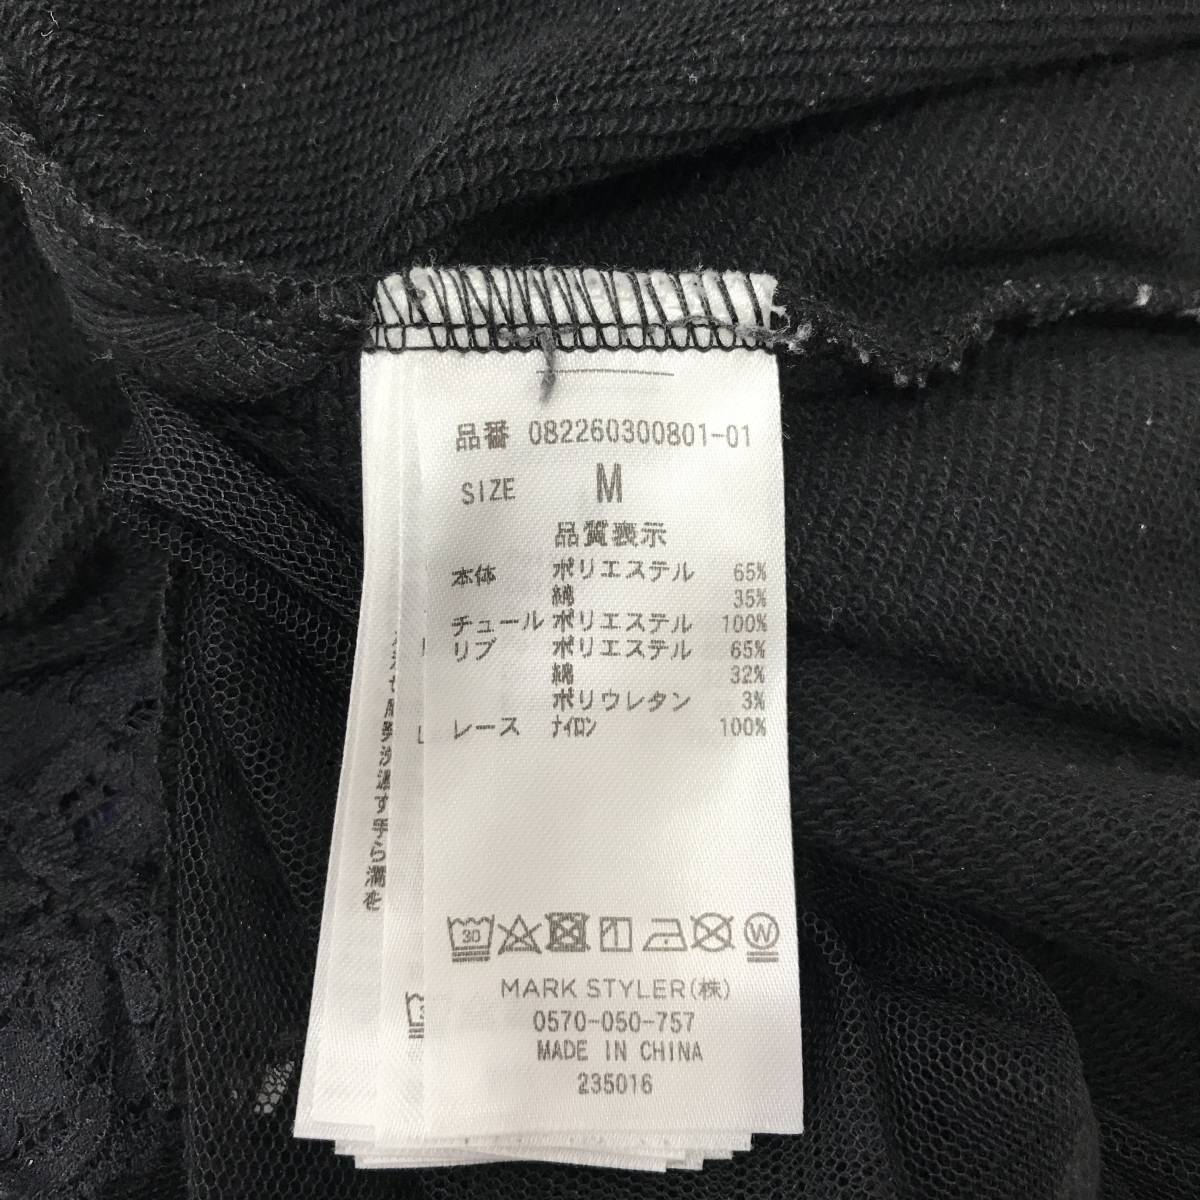 品番 082260300801-01
SIZE M
品質表示
本体 ポリエステル 65%
綿 35%
チュール ポリエステル 100%
リブ ポリエステル 65%
綿 32%
ポリウレタン 3%
レース ナイロン 100%
30 W
MARK STYLER(株)
0570-050-757
MADE IN CHINA
235016